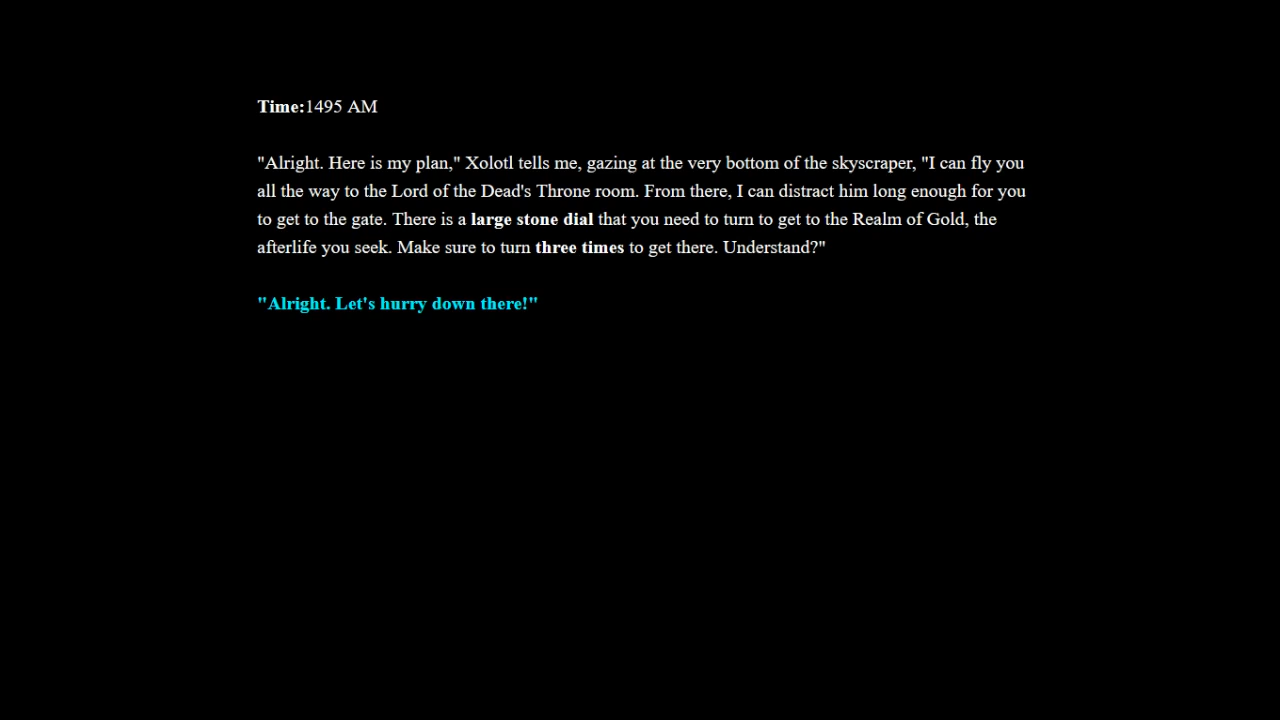 Time:1495 AM
"Alright. Here is my plan," Xolotl tells me, gazing at the very bottom of the skyscraper, "I can fly you
all the way to the Lord of the Dead's Throne room. From there, I can distract him long enough for you
to get to the gate. There is a large stone dial that you need to turn to get to the Realm of Gold, the
afterlife you seek. Make sure to turn three times to get there. Understand?"
"Alright. Let's hurry down there!"